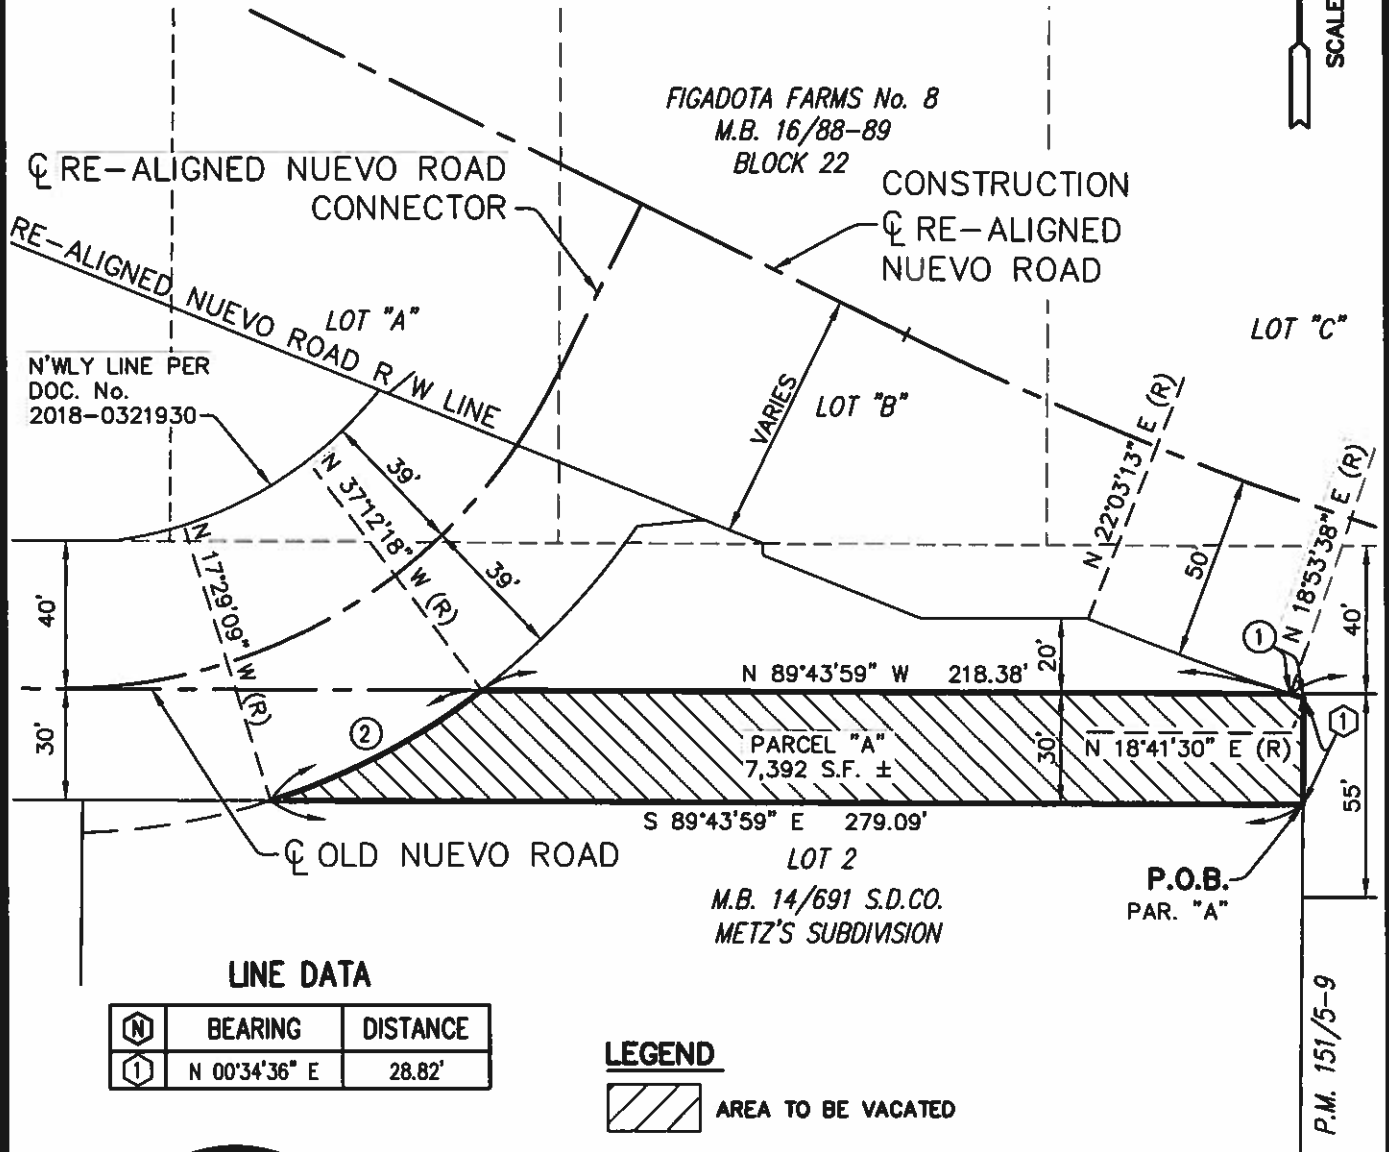 SCALE
FIGADOTA FARMS No. 8
M.B. 16/88-89
BLOCK 22
℄ RE-ALIGNED NUEVO ROAD
CONNECTOR
CONSTRUCTION
℄ RE-ALIGNED
NUEVO ROAD
RE-ALIGNED NUEVO ROAD R/W LINE
LOT "A"
LOT "B"
LOT "C"
N'WLY LINE PER
DOC. No.
2018-0321930
VARIES
N 22°03'13" E (R)
N 18°53'38" E (R)
39'
39'
N 37°12'18" W (R)
N 17°29'09" W (R)
50'
40'
30'
40'
55'
20'
30'
1
N 89°43'59" W 218.38'
2
PARCEL "A"
7,392 S.F. ±
N 18°41'30" E (R)
1
S 89°43'59" E 279.09'
℄ OLD NUEVO ROAD
LOT 2
M.B. 14/691 S.D.CO.
METZ'S SUBDIVISION
P.O.B.
PAR. "A"
P.M. 151/5-9
LINE DATA
N BEARING DISTANCE
1 N 00°34'36" E 28.82'
LEGEND
AREA TO BE VACATED